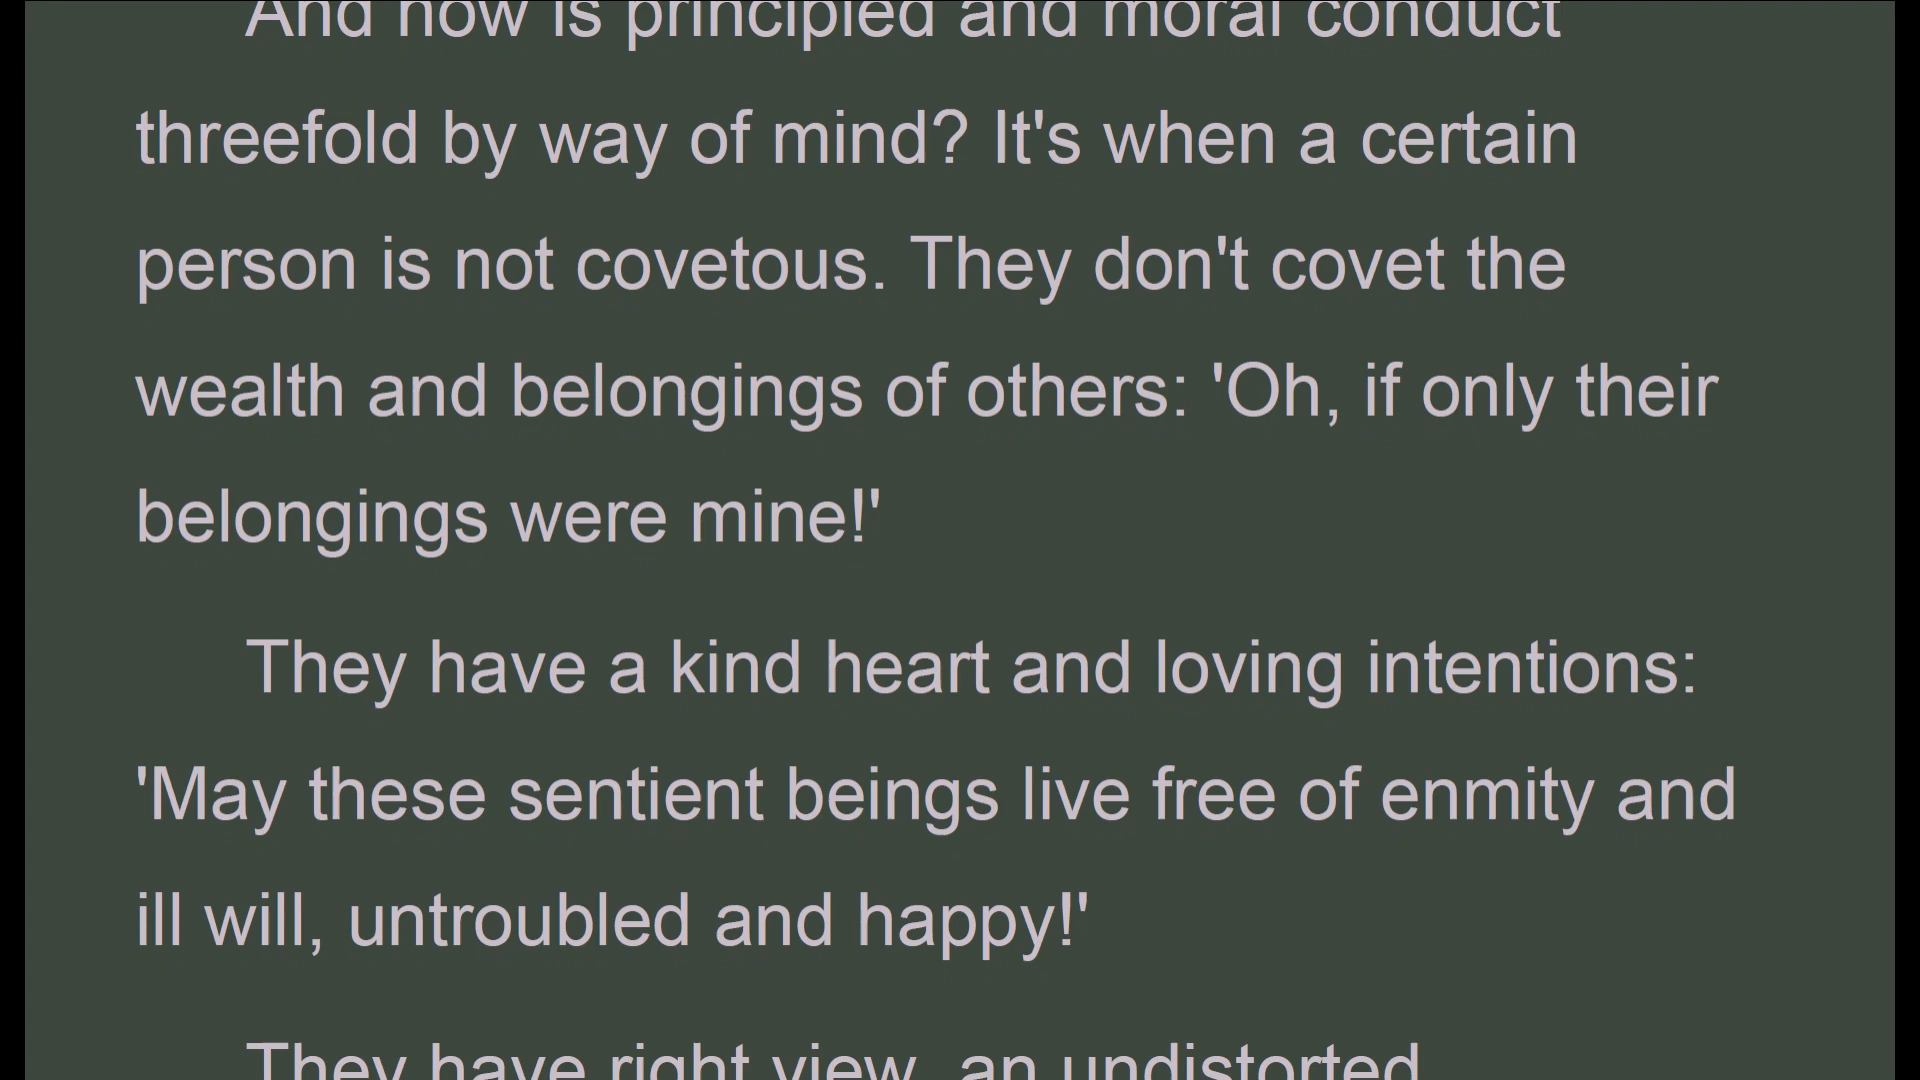 And how is principled and moral conduct
threefold by way of mind? It's when a certain
person is not covetous. They don't covet the
wealth and belongings of others: 'Oh, if only their
belongings were mine!'
They have a kind heart and loving intentions:
'May these sentient beings live free of enmity and
ill will, untroubled and happy!'
They have right view, an undistorted